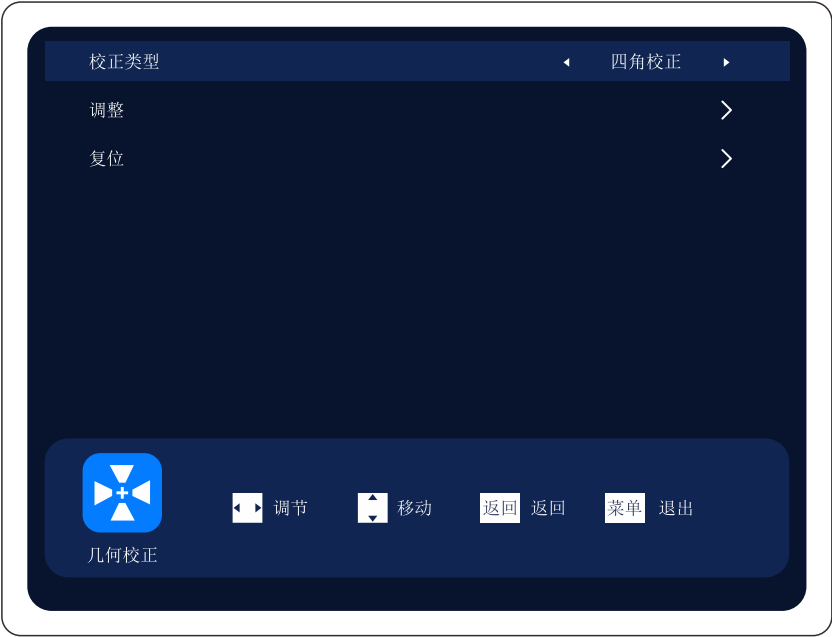 校正类型 四角校正
调整
复位
调节 移动 返回 返回 菜单 退出
几何校正